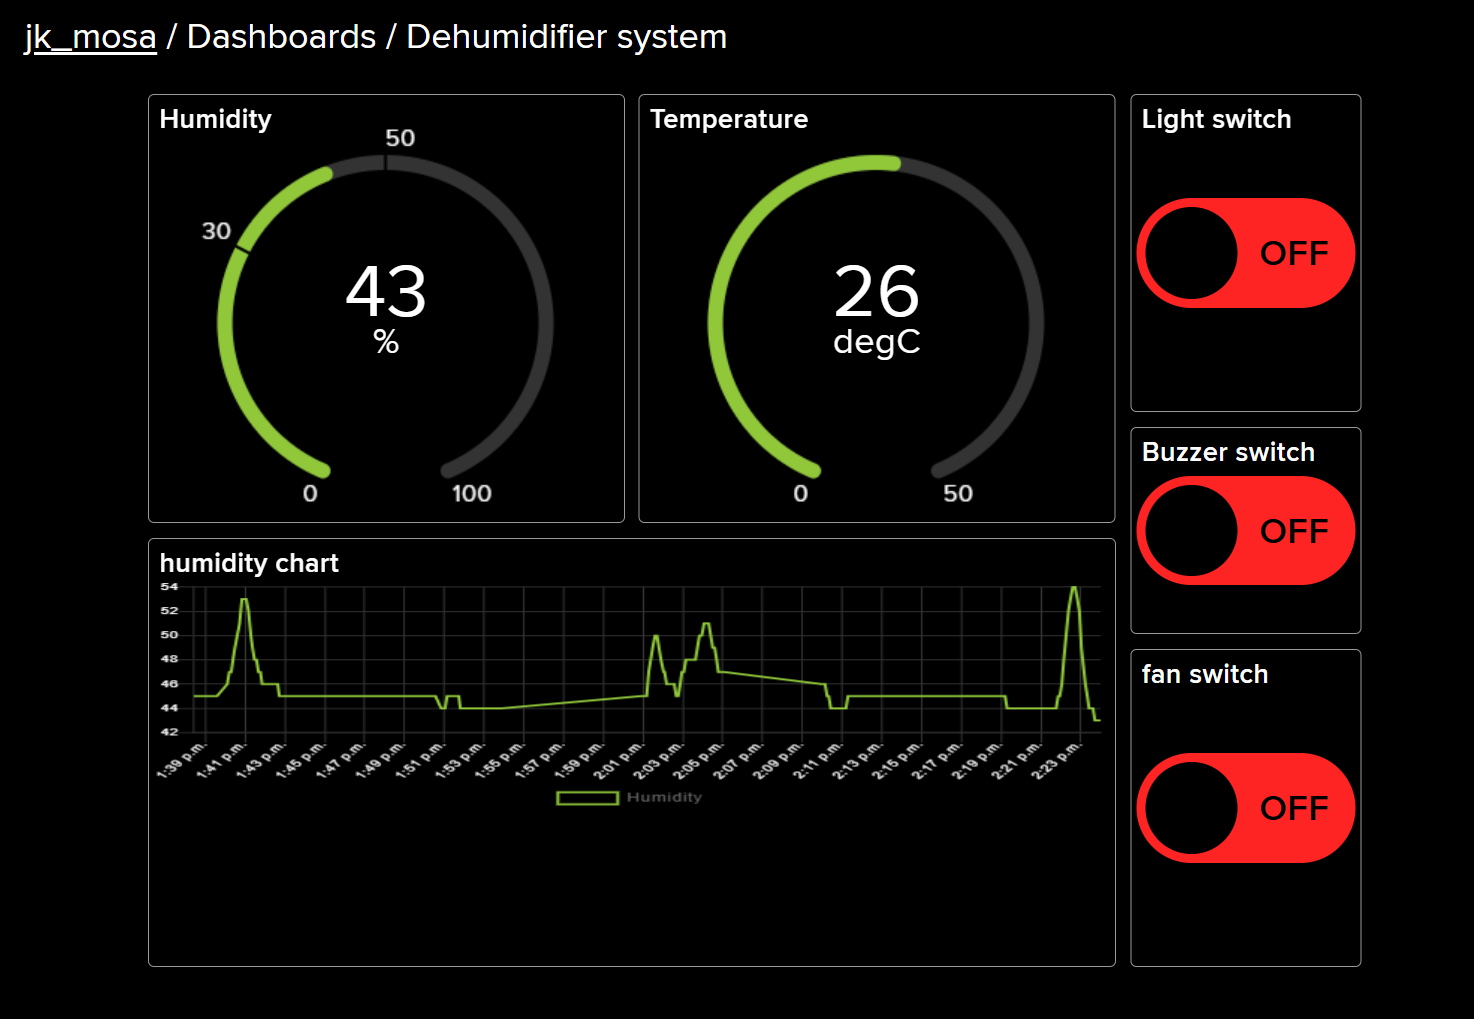 jk_mosa / Dashboards / Dehumidifier system
Humidity
50
30
43
%
0
100
Temperature
26
degC
0
50
Light switch
OFF
Buzzer switch
OFF
fan switch
OFF
humidity chart
54
52
50
48
46
44
42
1:39 p.m.
1:41 p.m.
1:43 p.m.
1:45 p.m.
1:47 p.m.
1:49 p.m.
1:51 p.m.
1:53 p.m.
1:55 p.m.
1:57 p.m.
1:59 p.m.
2:01 p.m.
2:03 p.m.
2:05 p.m.
2:07 p.m.
2:09 p.m.
2:11 p.m.
2:13 p.m.
2:15 p.m.
2:17 p.m.
2:19 p.m.
2:21 p.m.
2:23 p.m.
Humidity